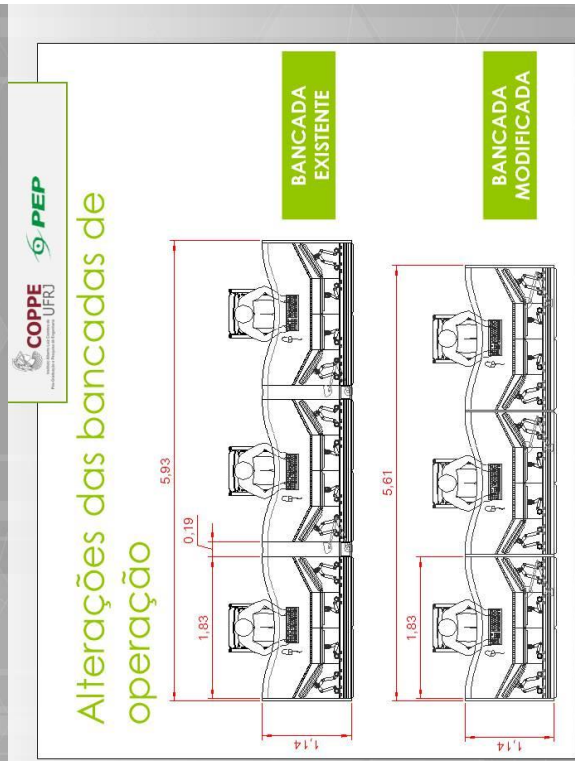 COPPE
UFRJ
PEP
Alterações das bancadas de
operação
5,93
0,19
1,83
1,14
BANCADA
EXISTENTE
5,61
1,83
1,14
BANCADA
MODIFICADA